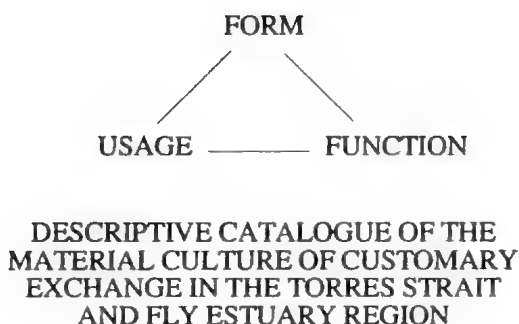 FORM
USAGE FUNCTION
DESCRIPTIVE CATALOGUE OF THE
MATERIAL CULTURE OF CUSTOMARY
EXCHANGE IN THE TORRES STRAIT
AND FLY ESTUARY REGION